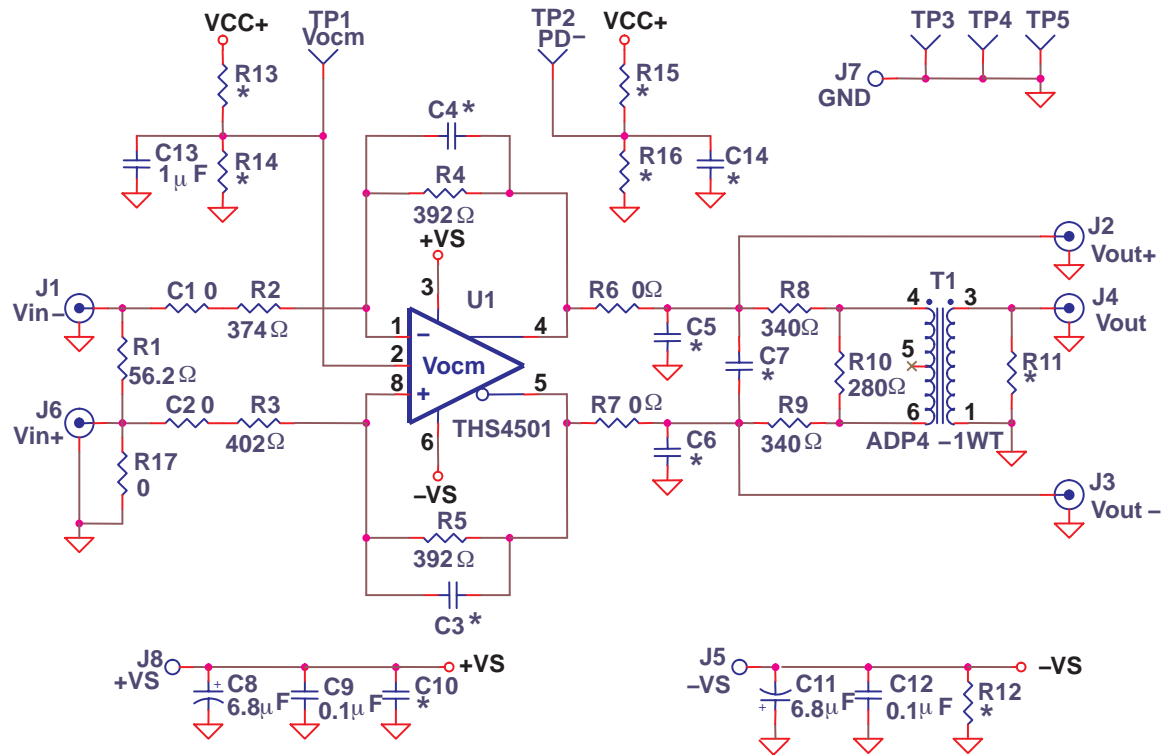 VCC+
TP1
Vocm
R13
*
C13
1μ F
R14
*
C4*
R4
392Ω
TP2
PD−
VCC+
R15
*
R16
*
C14
*
TP3 TP4 TP5
J7
GND
+VS
3
U1
J1
Vin−
C1 0
R2
374Ω
R1
56.2Ω
J6
Vin+
C2 0
R3
402Ω
R17
0
1
−
2
Vocm
8
+
4
5
6
THS4501
−VS
R5
392Ω
C3*
R6 0Ω
C5
*
C7
*
R7 0Ω
C6
*
R8
340Ω
R10
280Ω
R9
340Ω
T1
4 3
5
6 1
ADP4 −1WT
R11
*
J2
Vout+
J4
Vout
J3
Vout −
J8
+VS
C8
+
6.8μF
C9
0.1μ F
C10
*
+VS
J5
−VS
C11
+
6.8μ F
C12
0.1μ F
R12
*
−VS